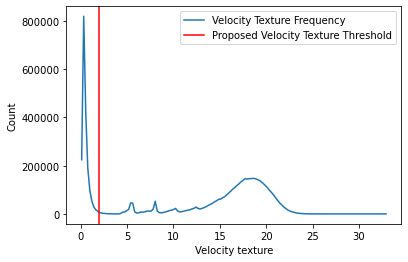 Velocity Texture Frequency
Proposed Velocity Texture Threshold
800000
600000
400000
200000
0
Count
0 5 10 15 20 25 30
Velocity texture